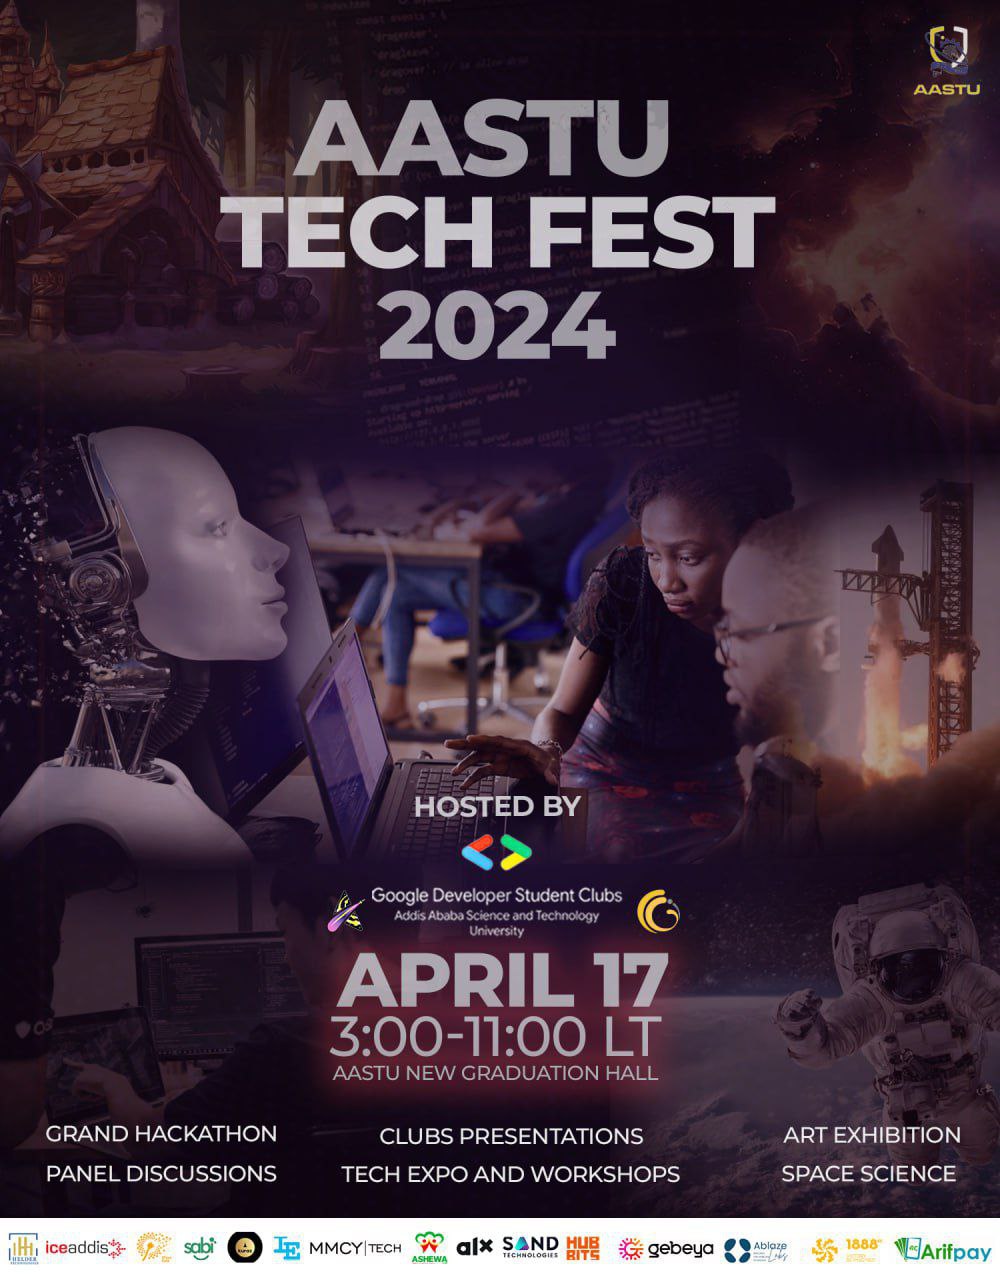 AASTU
AASTU
TECH FEST
2024
HOSTED BY
Google Developer Student Clubs
Addis Ababa Science and Technology
University
APRIL 17
3:00-11:00 LT
AASTU NEW GRADUATION HALL
GRAND HACKATHON
CLUBS PRESENTATIONS
ART EXHIBITION
PANEL DISCUSSIONS
TECH EXPO AND WORKSHOPS
SPACE SCIENCE
iceaddis
sabi
MMCY|TECH
ASHEWA
alx
SAND
TECHNOLOGIES
HUB
BITS
gebeya
Ablaze
Labs
1888
Arifpay